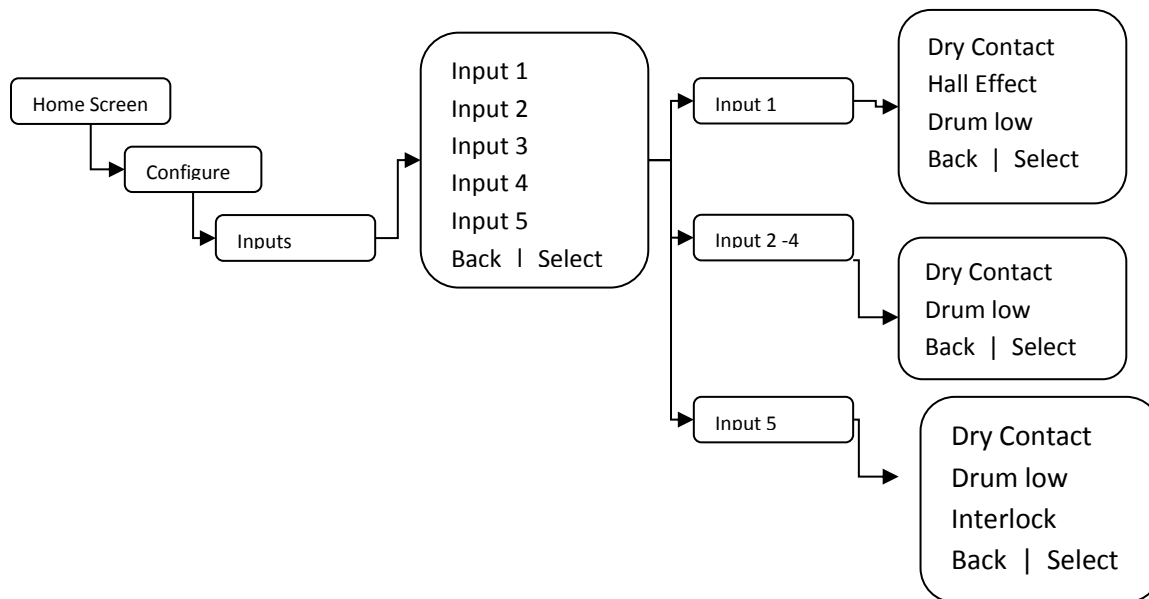 Home Screen
Configure
Inputs
Input 1
Input 2
Input 3
Input 4
Input 5
Back | Select
Input 1
Dry Contact
Hall Effect
Drum low
Back | Select
Input 2 -4
Dry Contact
Drum low
Back | Select
Input 5
Dry Contact
Drum low
Interlock
Back | Select